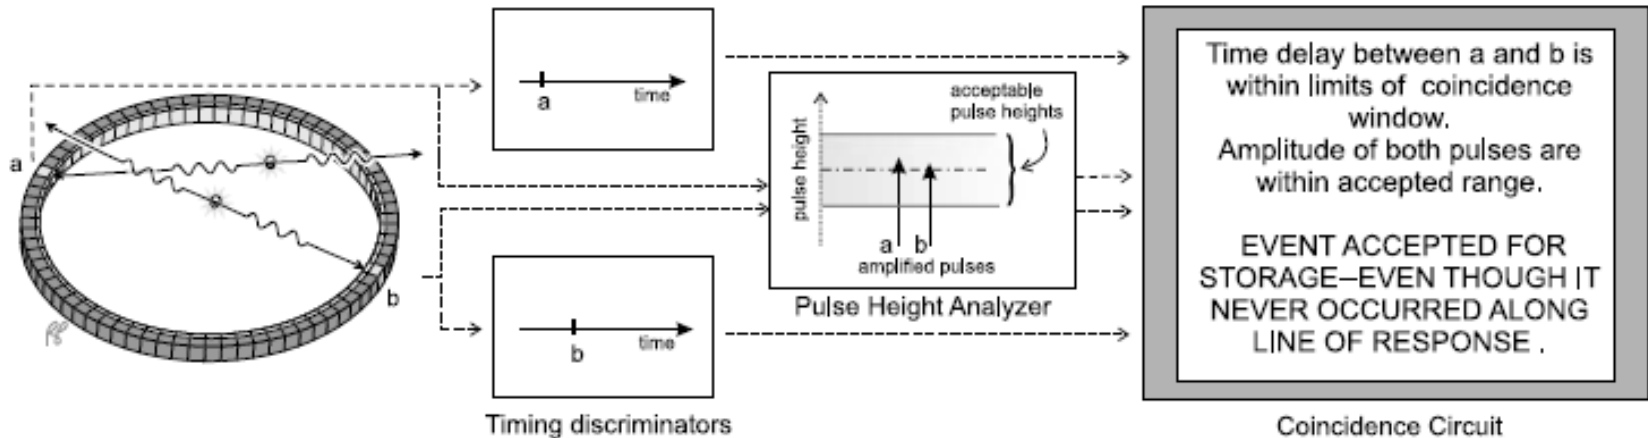 a
b
a
time
b
time
Timing discriminators
pulse height
acceptable
pulse heights
a b
amplified pulses
Pulse Height Analyzer
Time delay between a and b is
within limits of coincidence
window.
Amplitude of both pulses are
within accepted range.
EVENT ACCEPTED FOR
STORAGE–EVEN THOUGH IT
NEVER OCCURRED ALONG
LINE OF RESPONSE .
Coincidence Circuit